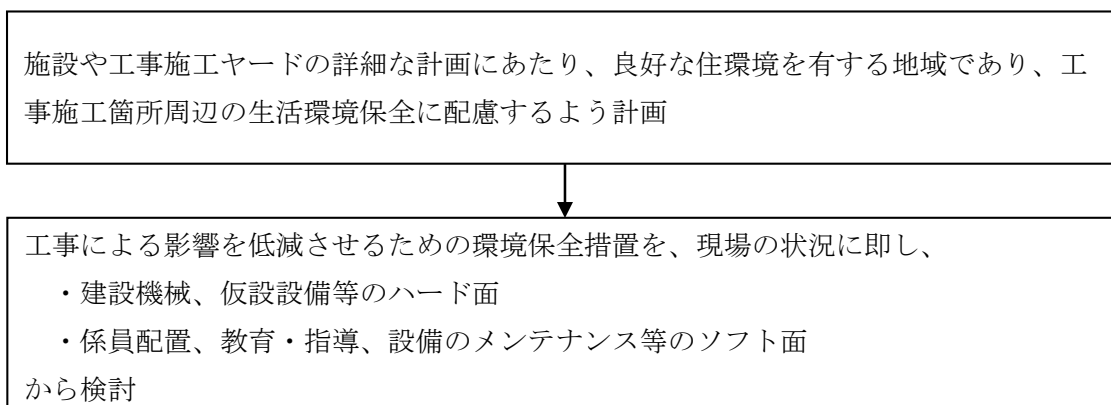 施設や工事施工ヤードの詳細な計画にあたり、良好な住環境を有する地域であり、工
事施工箇所周辺の生活環境保全に配慮するよう計画
工事による影響を低減させるための環境保全措置を、現場の状況に即し、
・建設機械、仮設設備等のハード面
・係員配置、教育・指導、設備のメンテナンス等のソフト面
から検討